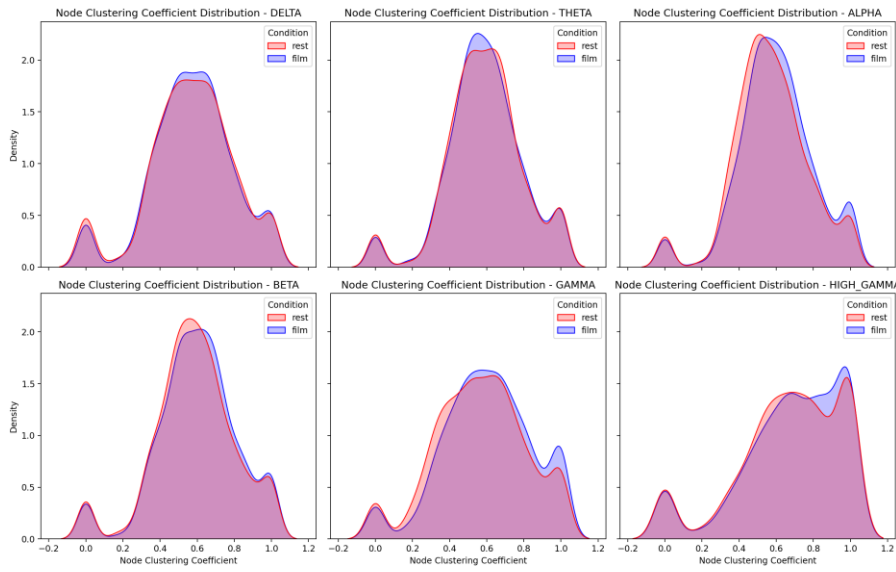 Node Clustering Coefficient Distribution - DELTA
Condition
rest
film
Density
2.0
1.5
1.0
0.5
0.0
Node Clustering Coefficient Distribution - THETA
Condition
rest
film
Node Clustering Coefficient Distribution - ALPHA
Condition
rest
film
Node Clustering Coefficient Distribution - BETA
Condition
rest
film
Density
2.0
1.5
1.0
0.5
0.0
−0.2 0.0 0.2 0.4 0.6 0.8 1.0 1.2
Node Clustering Coefficient
Node Clustering Coefficient Distribution - GAMMA
Condition
rest
film
−0.2 0.0 0.2 0.4 0.6 0.8 1.0 1.2
Node Clustering Coefficient
Node Clustering Coefficient Distribution - HIGH_GAMMA
Condition
rest
film
−0.2 0.0 0.2 0.4 0.6 0.8 1.0 1.2
Node Clustering Coefficient